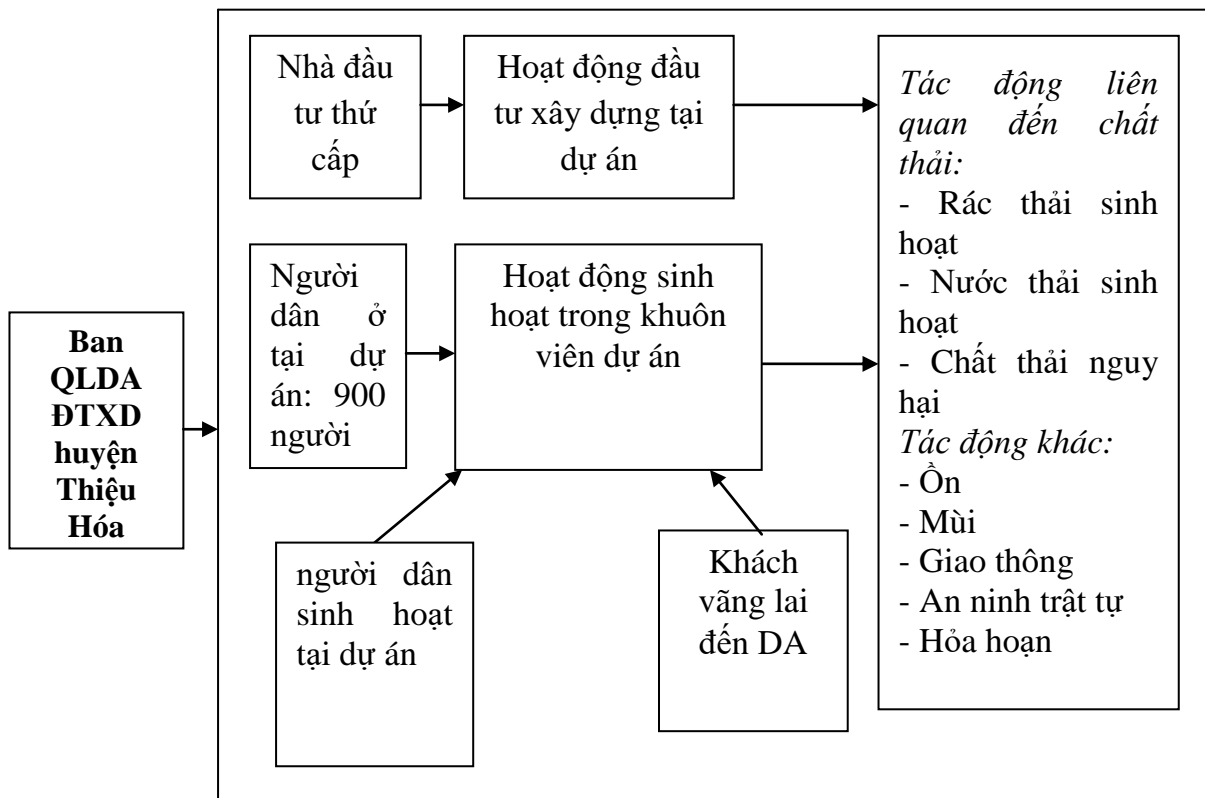 Nhà đầu
tư thứ
cấp
Hoạt động đầu
tư xây dựng tại
dự án
Tác động liên
quan đến chất
thải:
- Rác thải sinh
hoạt
- Nước thải sinh
hoạt
- Chất thải nguy
hại
Tác động khác:
- Ồn
- Mùi
- Giao thông
- An ninh trật tự
- Hỏa hoạn
Người
dân ở
tại dự
án: 900
người
Hoạt động sinh
hoạt trong khuôn
viên dự án
Ban
QLDA
ĐTXD
huyện
Thiệu
Hóa
người dân
sinh hoạt
tại dự án
Khách
vãng lai
đến DA